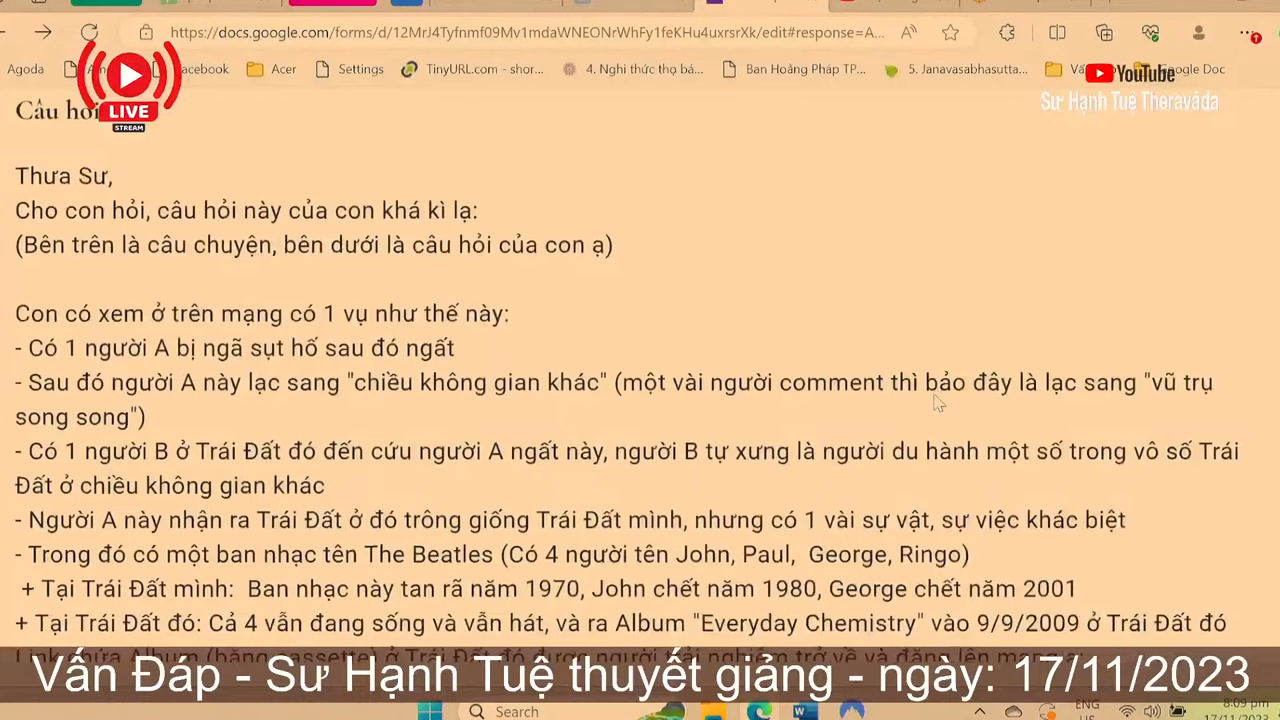 https://docs.google.com/forms/d/12MrJ4Tyfnmf09Mv1mdaWNEONrWhFy1feKHu4uxrsrXk/edit#response=A...
Agoda
Facebook
Acer
Settings
TinyURL.com - shor...
4. Nghi thức thọ bá...
Ban Hoằng Pháp TP...
5. Janavasabhasutta...
Google Doc
LIVE
STREAM
YouTube
Sư Hạnh Tuệ Theravāda
Câu hỏi
Thưa Sư,
Cho con hỏi, câu hỏi này của con khá kì lạ:
(Bên trên là câu chuyện, bên dưới là câu hỏi của con ạ)
Con có xem ở trên mạng có 1 vụ như thế này:
- Có 1 người A bị ngã sụt hố sau đó ngất
- Sau đó người A này lạc sang "chiều không gian khác" (một vài người comment thì bảo đây là lạc sang "vũ trụ
song song")
- Có 1 người B ở Trái Đất đó đến cứu người A ngất này, người B tự xưng là người du hành một số trong vô số Trái
Đất ở chiều không gian khác
- Người A này nhận ra Trái Đất ở đó trông giống Trái Đất mình, nhưng có 1 vài sự vật, sự việc khác biệt
- Trong đó có một ban nhạc tên The Beatles (Có 4 người tên John, Paul,  George, Ringo)
+ Tại Trái Đất mình:  Ban nhạc này tan rã năm 1970, John chết năm 1980, George chết năm 2001
+ Tại Trái Đất đó: Cả 4 vẫn đang sống và vẫn hát, và ra Album "Everyday Chemistry" vào 9/9/2009 ở Trái Đất đó
Vấn Đáp - Sư Hạnh Tuệ thuyết giảng - ngày: 17/11/2023
Search
ENG
US
8:09 pm
17/11/2023